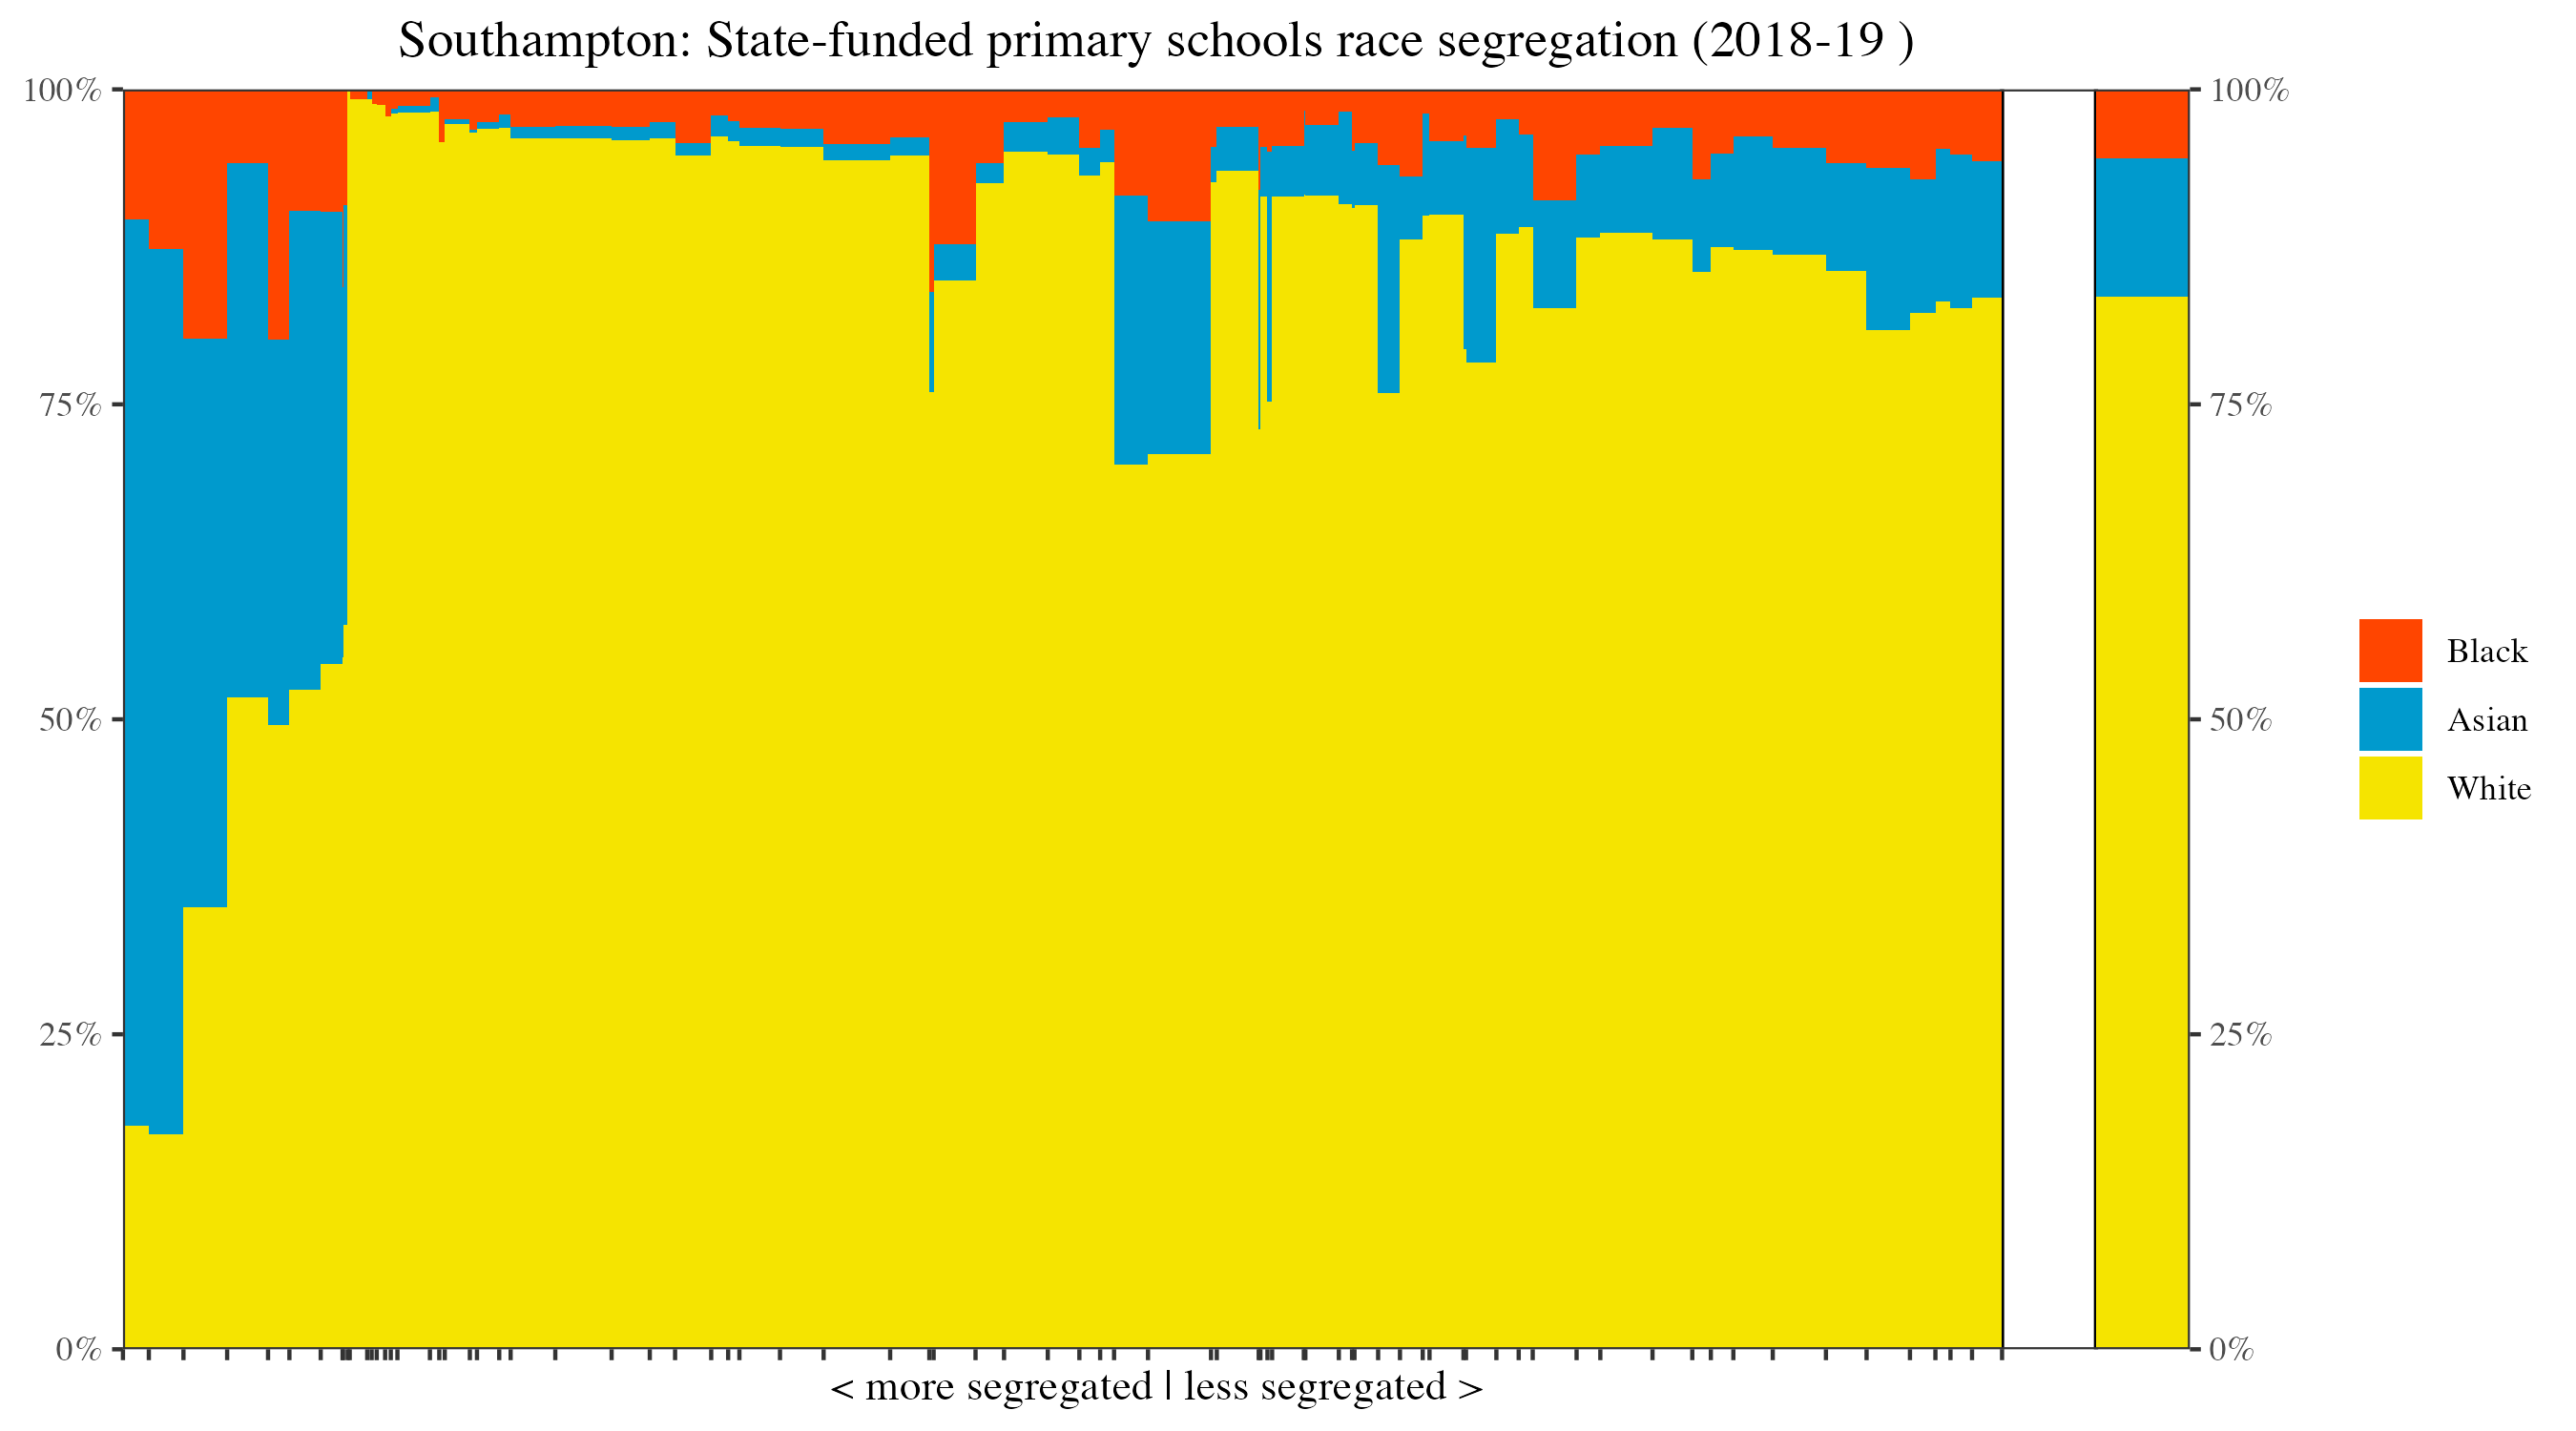 Southampton: State-funded primary schools race segregation (2018-19 )
100%
75%
50%
25%
0%
100%
75%
50%
25%
0%
Black
Asian
White
< more segregated | less segregated >